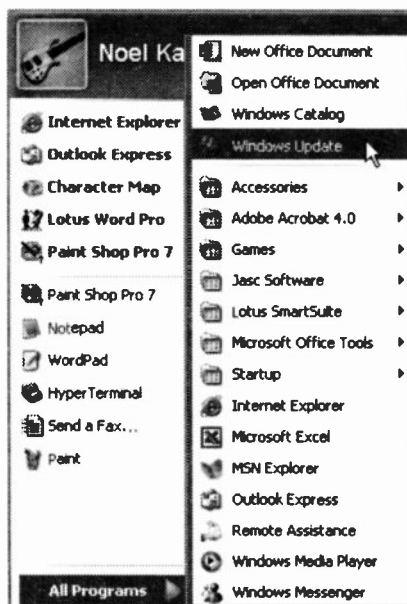 Noel Ka
Internet Explorer
Outlook Express
Character Map
Lotus Word Pro
Paint Shop Pro 7
Paint Shop Pro 7
Notepad
WordPad
HyperTerminal
Send a Fax...
Paint
All Programs
New Office Document
Open Office Document
Windows Catalog
Windows Update
Accessories
Adobe Acrobat 4.0
Games
Jasc Software
Lotus SmartSuite
Microsoft Office Tools
Startup
Internet Explorer
Microsoft Excel
MSN Explorer
Outlook Express
Remote Assistance
Windows Media Player
Windows Messenger